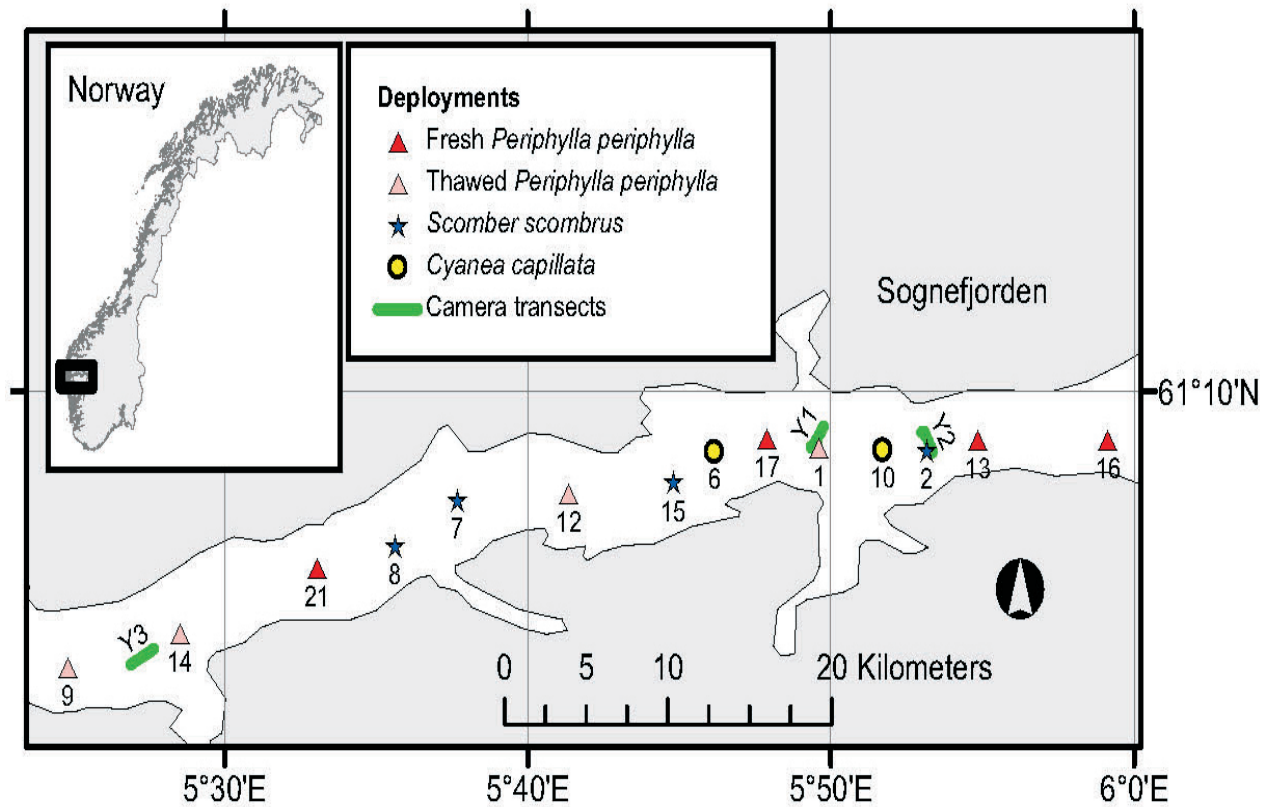 Norway
Deployments
Fresh Periphylla periphylla
Thawed Periphylla periphylla
Scomber scombrus
Cyanea capillata
Camera transects
Sognefjorden
61°10'N
Y1
Y2
6
17
1
10
2
13
16
15
12
7
8
21
Y3
14
9
0 5 10 20 Kilometers
5°30'E 5°40'E 5°50'E 6°0'E